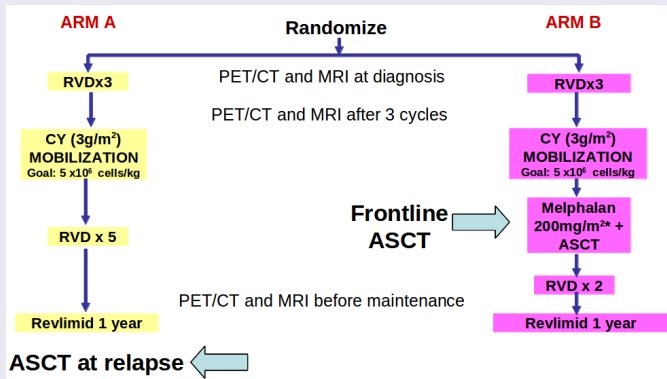 ARM A
Randomize
ARM B
RVDx3
PET/CT and MRI at diagnosis
RVDx3
PET/CT and MRI after 3 cycles
CY (3g/m²)
MOBILIZATION
Goal: 5 x10⁶ cells/kg
CY (3g/m²)
MOBILIZATION
Goal: 5 x10⁶ cells/kg
Frontline
ASCT
Melphalan
200mg/m²* +
ASCT
RVD x 5
RVD x 2
PET/CT and MRI before maintenance
Revlimid 1 year
Revlimid 1 year
ASCT at relapse